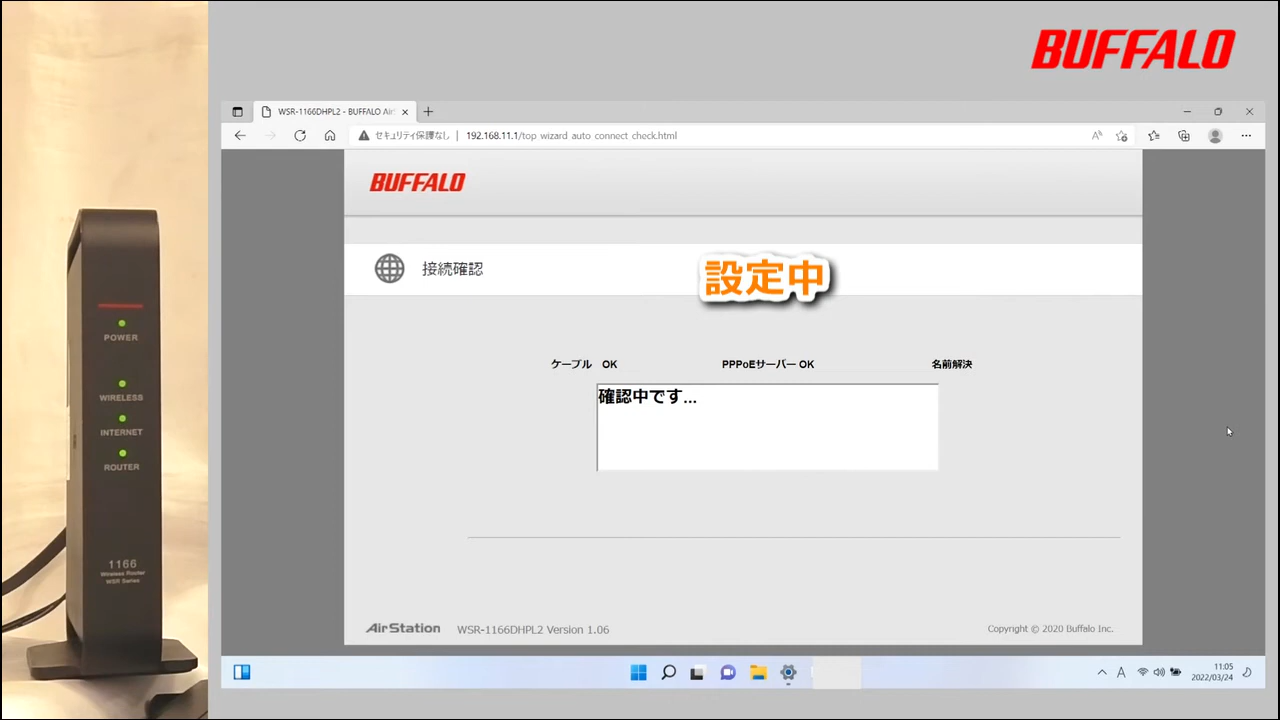 BUFFALO
WSR-1166DHPL2 - BUFFALO Air
セキュリティ保護なし | 192.168.11.1/top wizard auto connect check.html
BUFFALO
接続確認
設定中
ケーブル OK
PPPoEサーバー OK
名前解決
確認中です...
AirStation WSR-1166DHPL2 Version 1.06
Copyright © 2020 Buffalo Inc.
A
11:05
2022/03/24
POWER
WIRELESS
INTERNET
ROUTER
1166
Wireless Router
WSR Series